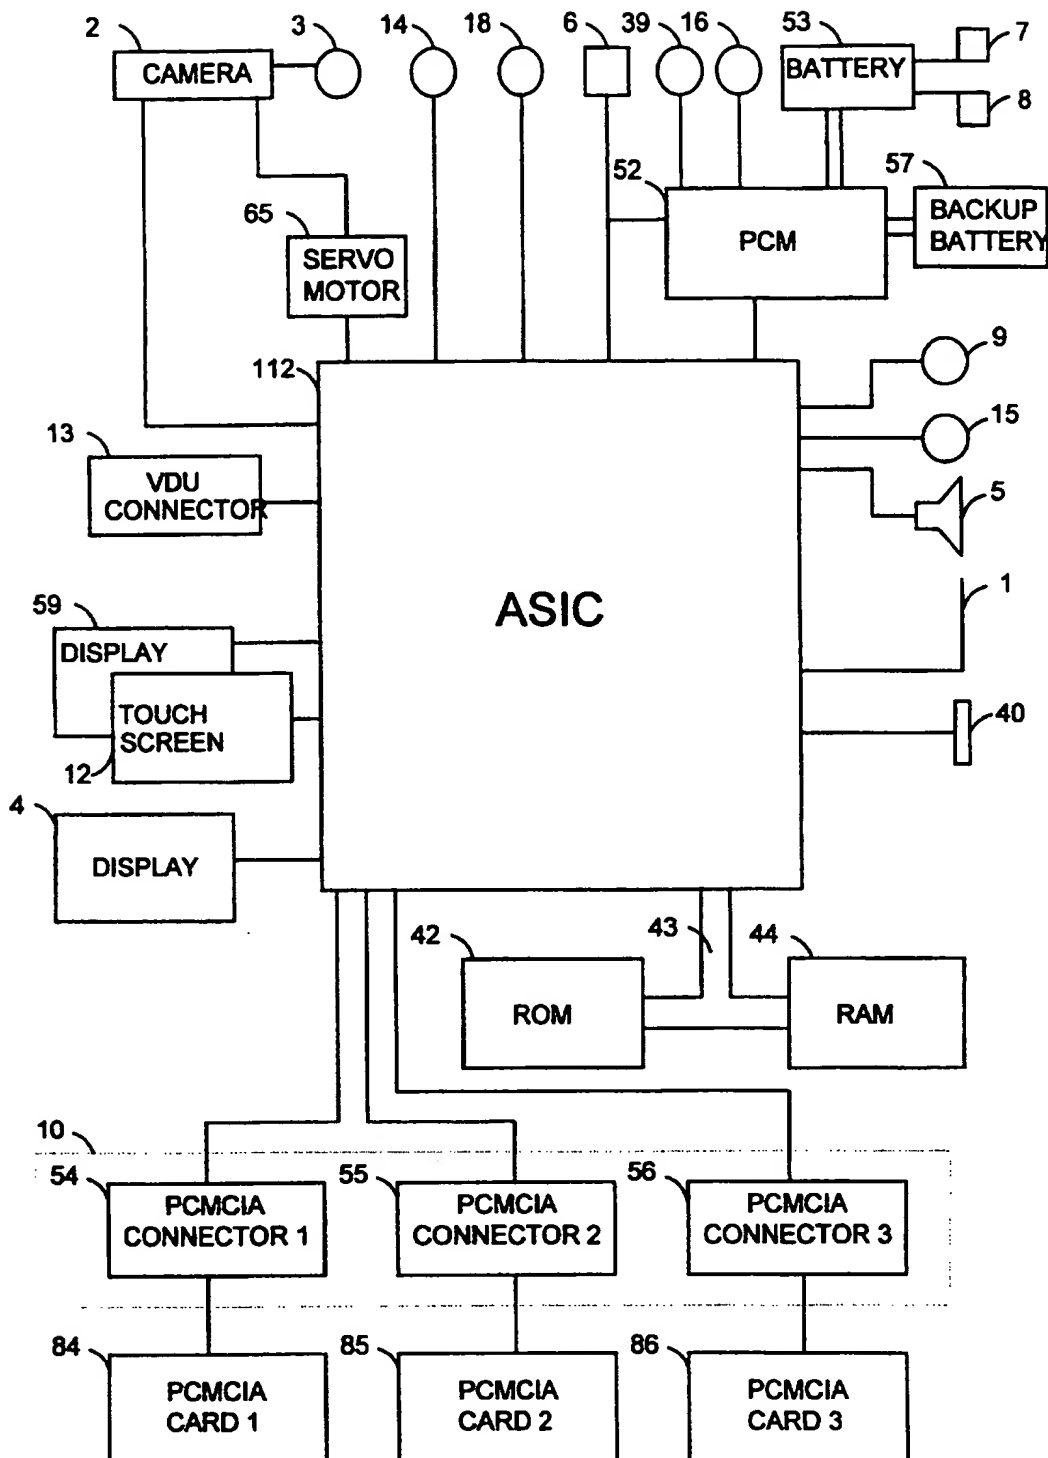 2
3
14
18
6
39
16
53
7
CAMERA
BATTERY
8
52
57
65
PCM
BACKUP
BATTERY
SERVO
MOTOR
112
9
13
15
VDU
CONNECTOR
5
ASIC
1
59
DISPLAY
TOUCH
SCREEN
12
40
4
DISPLAY
42
43
44
ROM
RAM
10
54
55
56
PCMCIA
CONNECTOR 1
PCMCIA
CONNECTOR 2
PCMCIA
CONNECTOR 3
84
85
86
PCMCIA
CARD 1
PCMCIA
CARD 2
PCMCIA
CARD 3